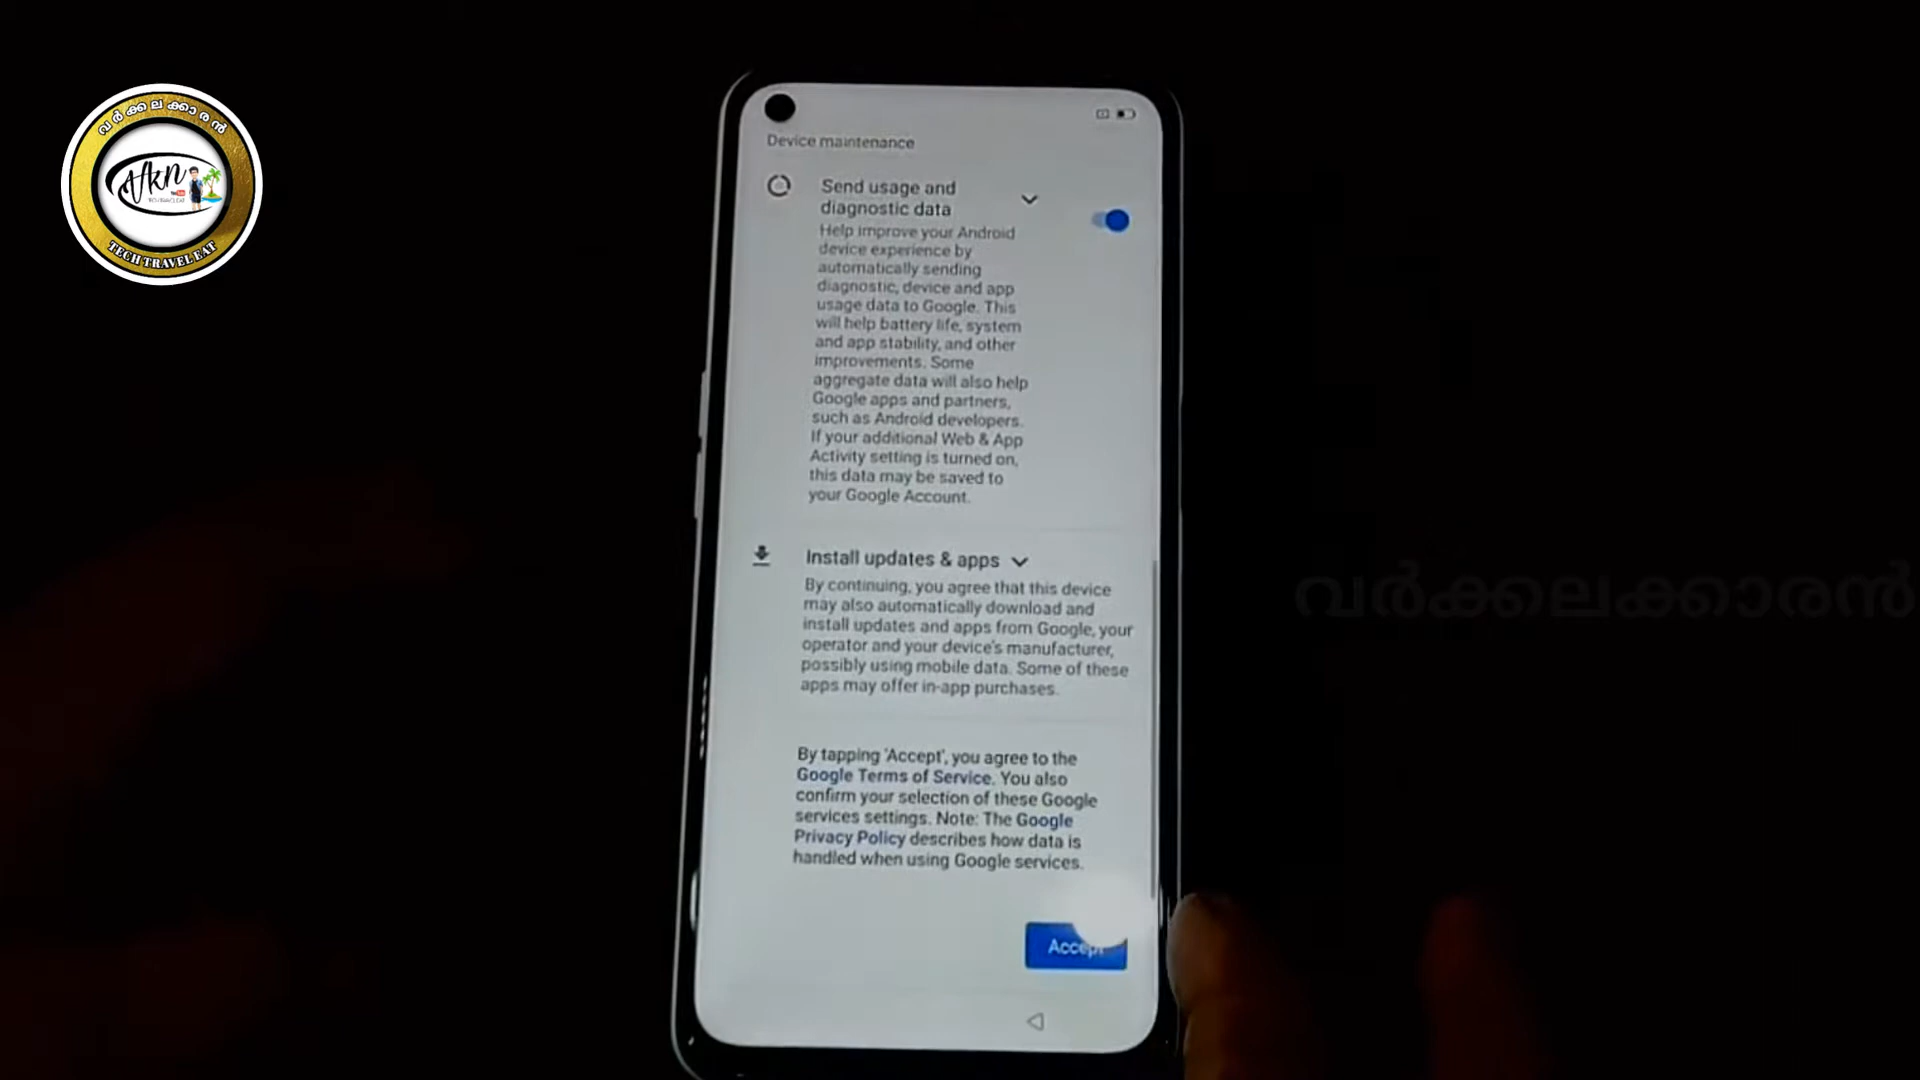 വർക്കലക്കാരൻ
Vkn
TECH TRAVEL EAT
Device maintenance
Send usage and
diagnostic data
Help improve your Android
device experience by
automatically sending
diagnostic, device and app
usage data to Google. This
will help battery life, system
and app stability, and other
improvements. Some
aggregate data will also help
Google apps and partners,
such as Android developers.
If your additional Web & App
Activity setting is turned on,
this data may be saved to
your Google Account.
Install updates & apps
By continuing, you agree that this device
may also automatically download and
install updates and apps from Google, your
operator and your device's manufacturer,
possibly using mobile data. Some of these
apps may offer in-app purchases.
വർക്കലക്കാരൻ
By tapping 'Accept', you agree to the
Google Terms of Service. You also
confirm your selection of these Google
services settings. Note: The Google
Privacy Policy describes how data is
handled when using Google services.
Accept